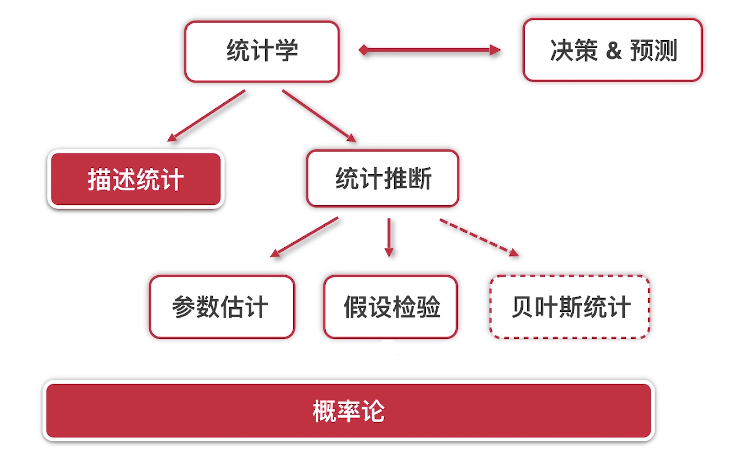 统计学
决策 & 预测
描述统计
统计推断
参数估计
假设检验
贝叶斯统计
概率论